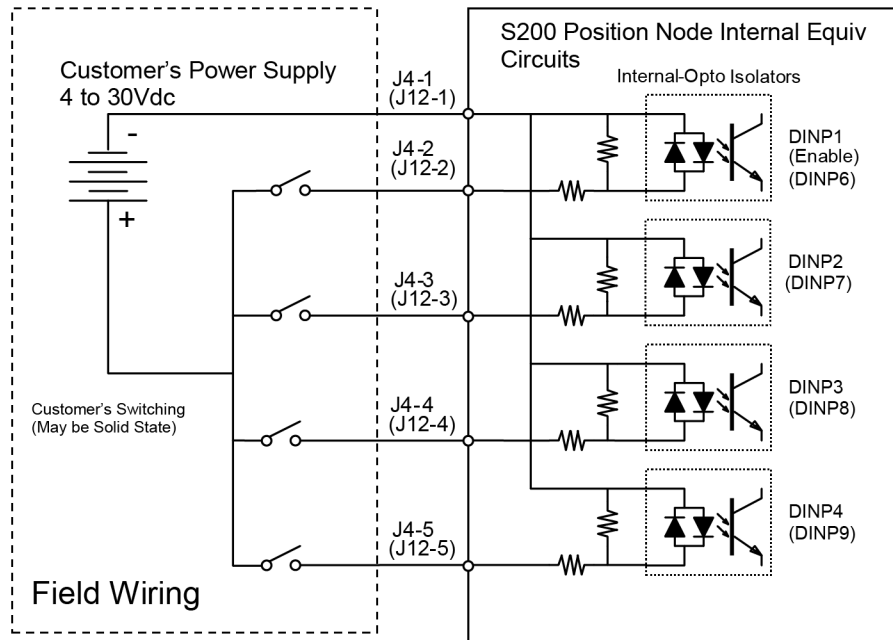 S200 Position Node Internal Equiv
Circuits
Customer's Power Supply
4 to 30Vdc
Internal-Opto Isolators
J4-1
(J12-1)
-
+
J4-2
(J12-2)
DINP1
(Enable)
(DINP6)
J4-3
(J12-3)
DINP2
(DINP7)
Customer's Switching
(May be Solid State)
J4-4
(J12-4)
DINP3
(DINP8)
J4-5
(J12-5)
DINP4
(DINP9)
Field Wiring